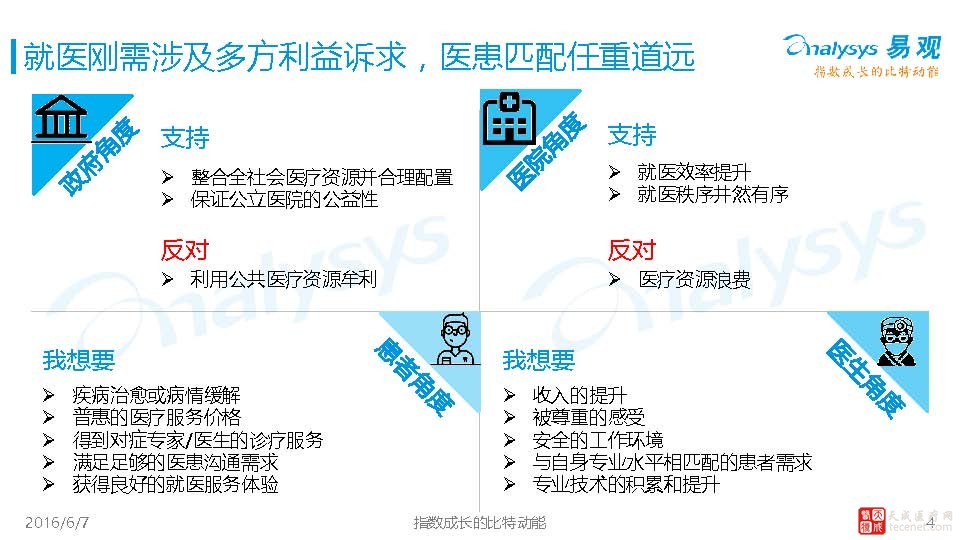 就医刚需涉及多方利益诉求，医患匹配任重道远
Analysys 易观
指数成长的比特动能
政府角度
支持
➢ 整合全社会医疗资源并合理配置
➢ 保证公立医院的公益性
反对
➢ 利用公共医疗资源牟利
医院角度
支持
➢ 就医效率提升
➢ 就医秩序井然有序
反对
➢ 医疗资源浪费
患者角度
我想要
➢ 疾病治愈或病情缓解
➢ 普惠的医疗服务价格
➢ 得到对症专家/医生的诊疗服务
➢ 满足足够的医患沟通需求
➢ 获得良好的就医服务体验
医生角度
我想要
➢ 收入的提升
➢ 被尊重的感受
➢ 安全的工作环境
➢ 与自身专业水平相匹配的患者需求
➢ 专业技术的积累和提升
Analysys
Analysys
2016/6/7
指数成长的比特动能
天成医疗网
tecenet.com
4